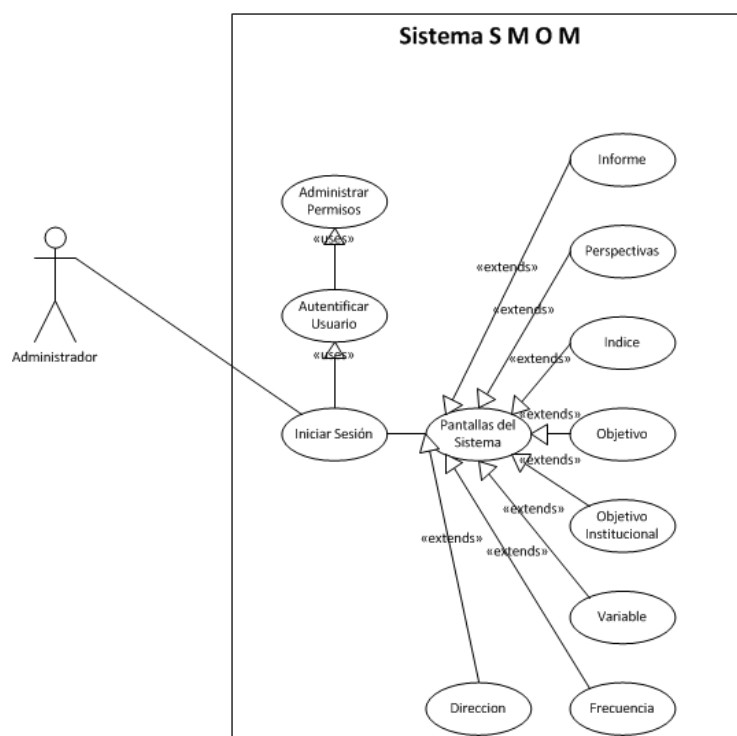 Sistema S M O M
Informe
Administrar
Permisos
«uses»
Perspectivas
«extends»
Autentificar
Usuario
«extends»
«uses»
Indice
«extends»
Administrador
Iniciar Sesión
Pantallas del
Sistema
«extends»
Objetivo
«extends»
Objetivo
Institucional
«extends»
«extends»
«extends»
Variable
Direccion
Frecuencia